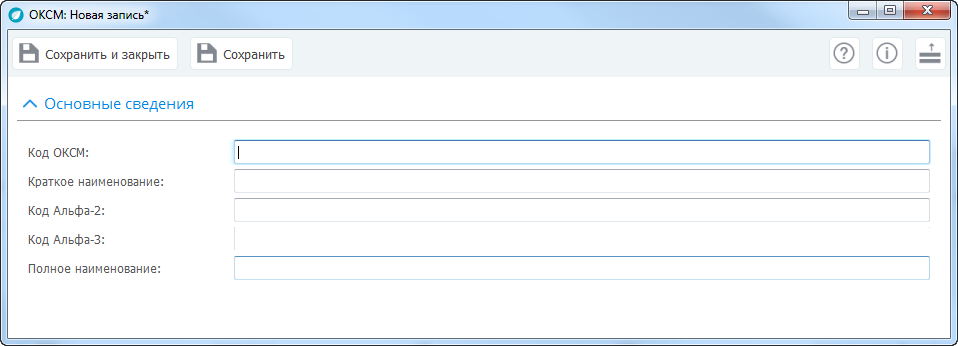 ОКСМ: Новая запись*
Сохранить и закрыть Сохранить
Основные сведения
Код ОКСМ:
Краткое наименование:
Код Альфа-2:
Код Альфа-3:
Полное наименование: